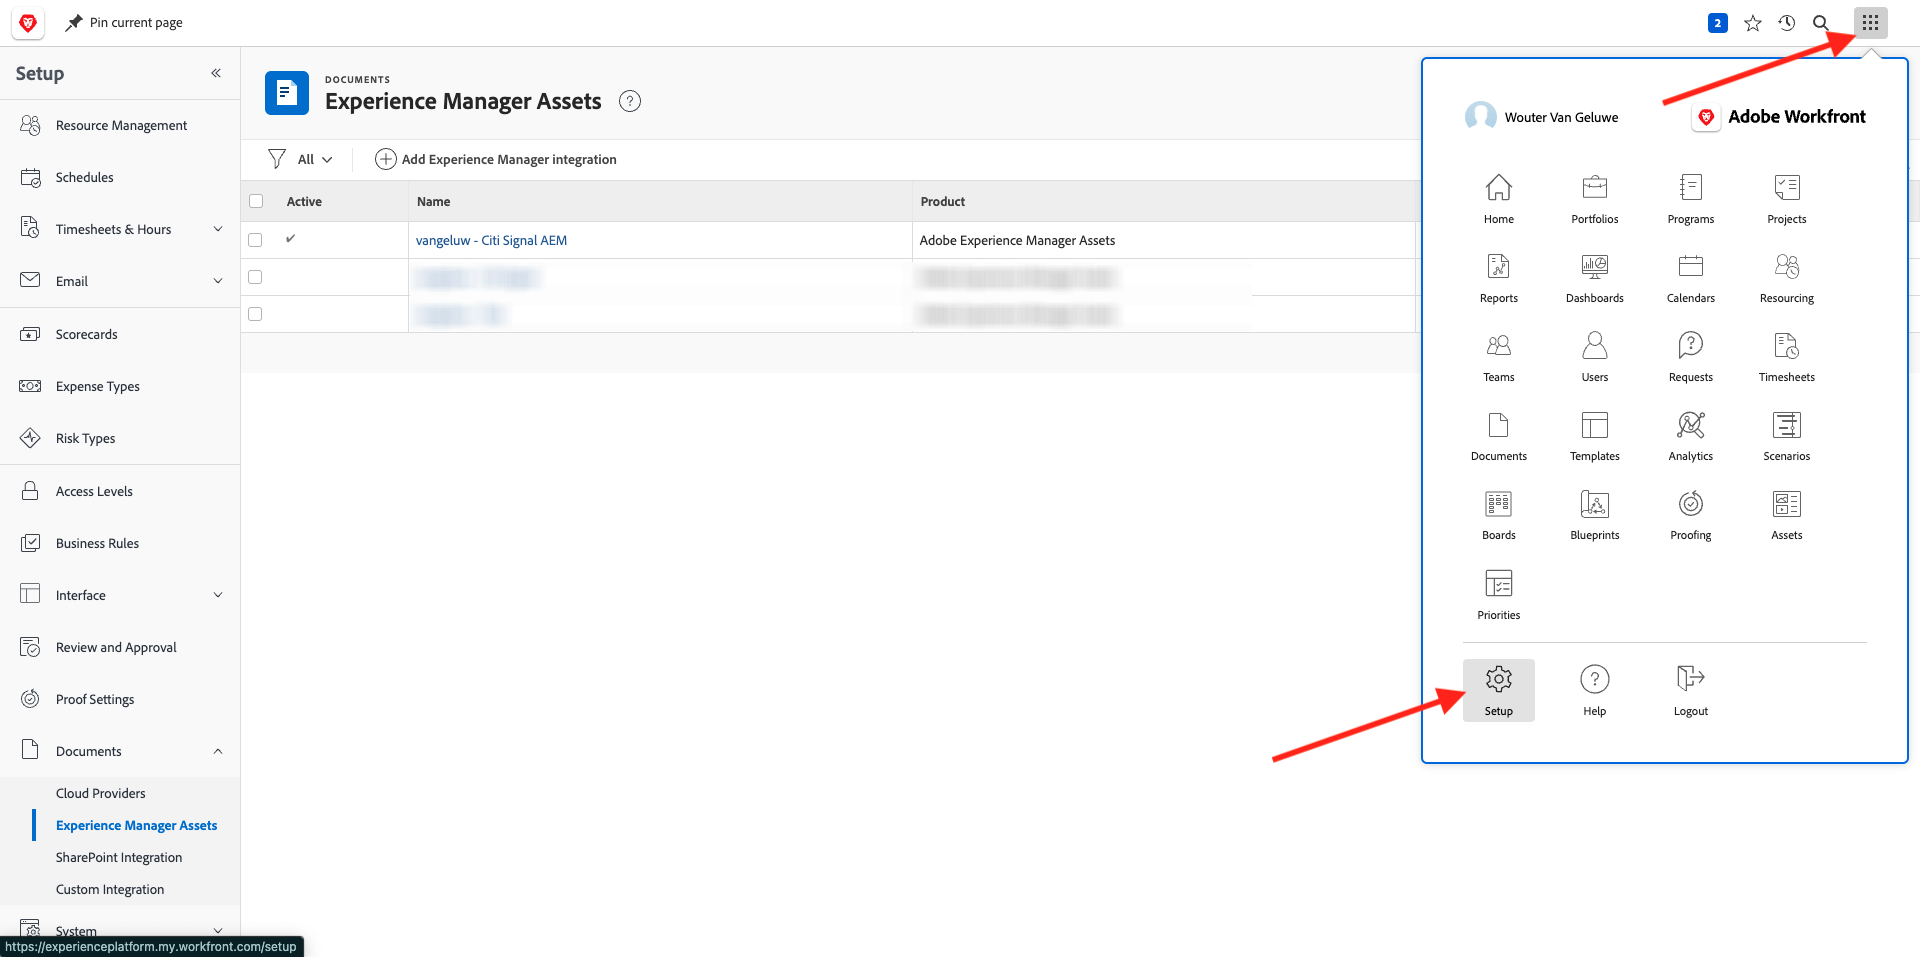 Pin current page
2
Setup
Resource Management
Schedules
Timesheets & Hours
Email
Scorecards
Expense Types
Risk Types
Access Levels
Business Rules
Interface
Review and Approval
Proof Settings
Documents
Cloud Providers
Experience Manager Assets
SharePoint Integration
Custom Integration
System
https://experienceplatform.my.workfront.com/setup
DOCUMENTS
Experience Manager Assets ?
All
Add Experience Manager integration
Active Name Product
vangeluw - Citi Signal AEM Adobe Experience Manager Assets
Wouter Van Geluwe Adobe Workfront
Home Portfolios Programs Projects
Reports Dashboards Calendars Resourcing
Teams Users Requests Timesheets
Documents Templates Analytics Scenarios
Boards Blueprints Proofing Assets
Priorities
Setup Help Logout